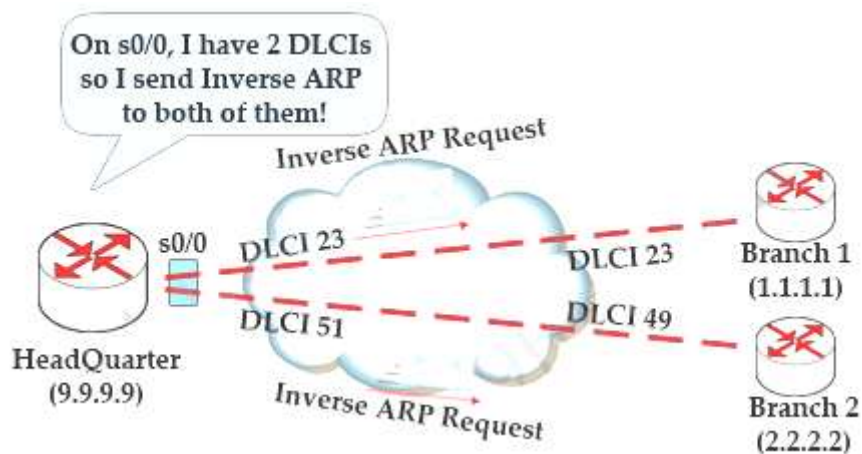 On s0/0, I have 2 DLCIs
so I send Inverse ARP
to both of them!
Inverse ARP Request
s0/0
DLCI 23
DLCI 23
Branch 1
(1.1.1.1)
DLCI 51
DLCI 49
HeadQuarter
(9.9.9.9)
Inverse ARP Request
Branch 2
(2.2.2.2)